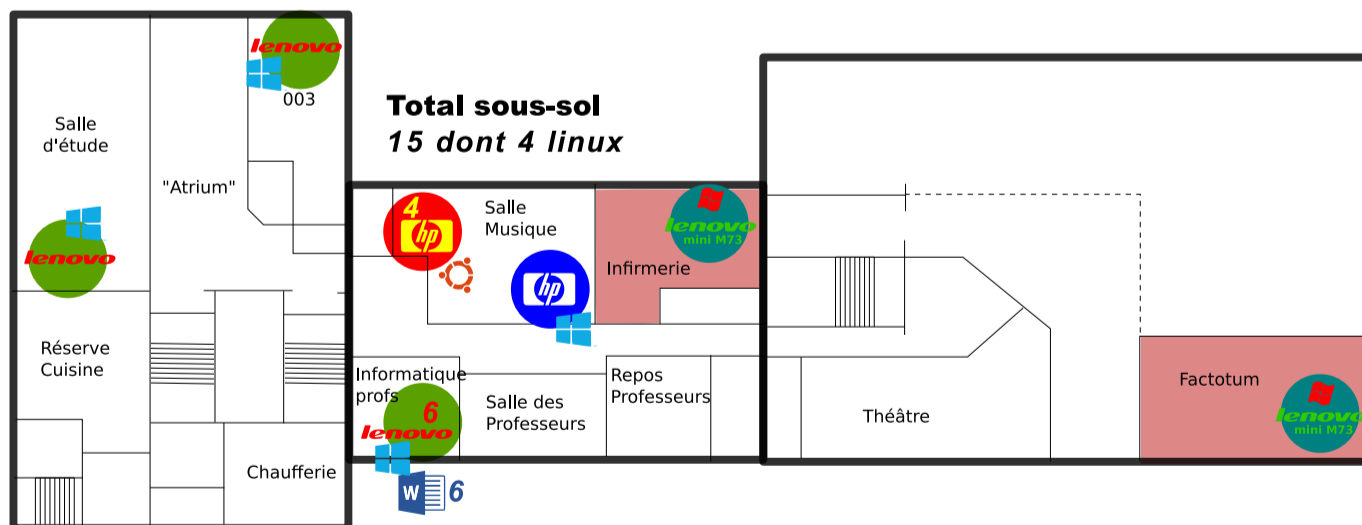 lenovo
003
Salle
d'étude
"Atrium"
Total sous-sol
15 dont 4 linux
lenovo
4
hp
Salle
Musique
hp
lenovo
mini M73
Infirmerie
Réserve
Cuisine
Informatique
profs
6
lenovo
Salle des
Professeurs
Repos
Professeurs
Théâtre
Factotum
lenovo
mini M73
Chaufferie
W
6